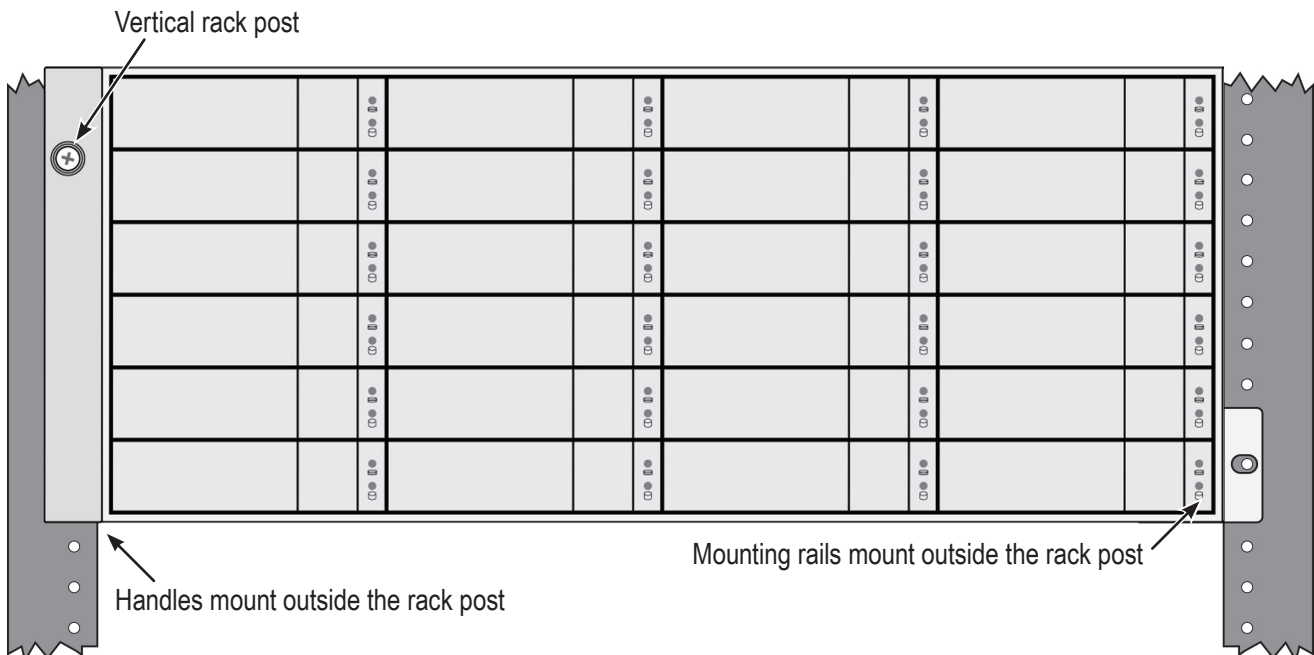 Vertical rack post
Mounting rails mount outside the rack post
Handles mount outside the rack post